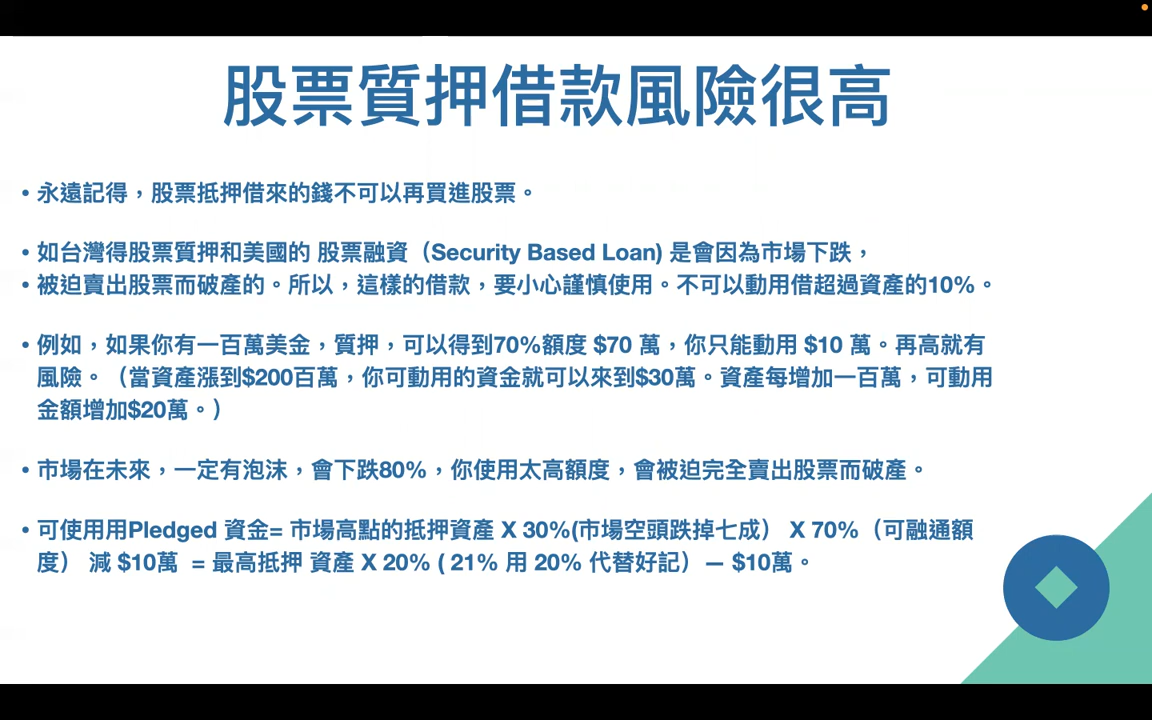 股票質押借款風險很高
• 永遠記得，股票抵押借來的錢不可以再買進股票。
• 如台灣得股票質押和美國的 股票融資（Security Based Loan) 是會因為市場下跌，
• 被迫賣出股票而破產的。所以，這樣的借款，要小心謹慎使用。不可以動用借超過資產的10%。
• 例如，如果你有一百萬美金，質押，可以得到70%額度 $70 萬，你只能動用 $10 萬。再高就有
風險。（當資產漲到$200百萬，你可動用的資金就可以來到$30萬。資產每增加一百萬，可動用
金額增加$20萬。）
• 市場在未來，一定有泡沫，會下跌80%，你使用太高額度，會被迫完全賣出股票而破產。
• 可使用用Pledged 資金= 市場高點的抵押資產 X 30%(市場空頭跌掉七成） X 70%（可融通額
度） 減 $10萬 = 最高抵押 資產 X 20% ( 21% 用 20% 代替好記）— $10萬。